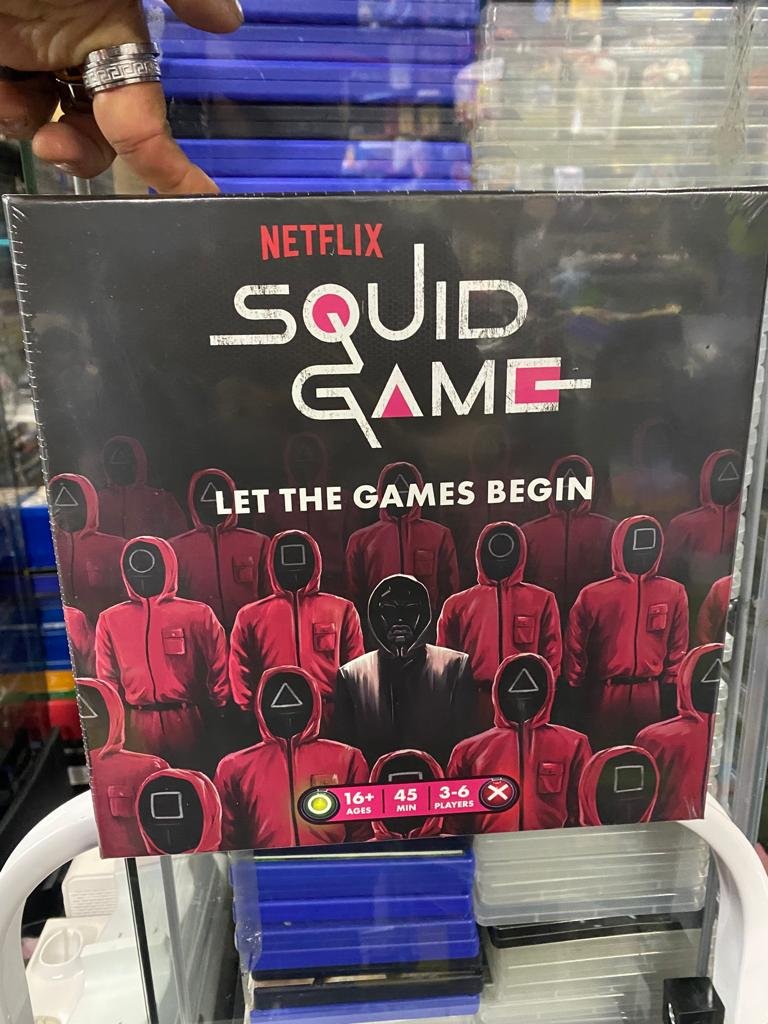 NETFLIX
SQUID
GAME
LET THE GAMES BEGIN
16+
AGES
45
MIN
3-6
PLAYERS